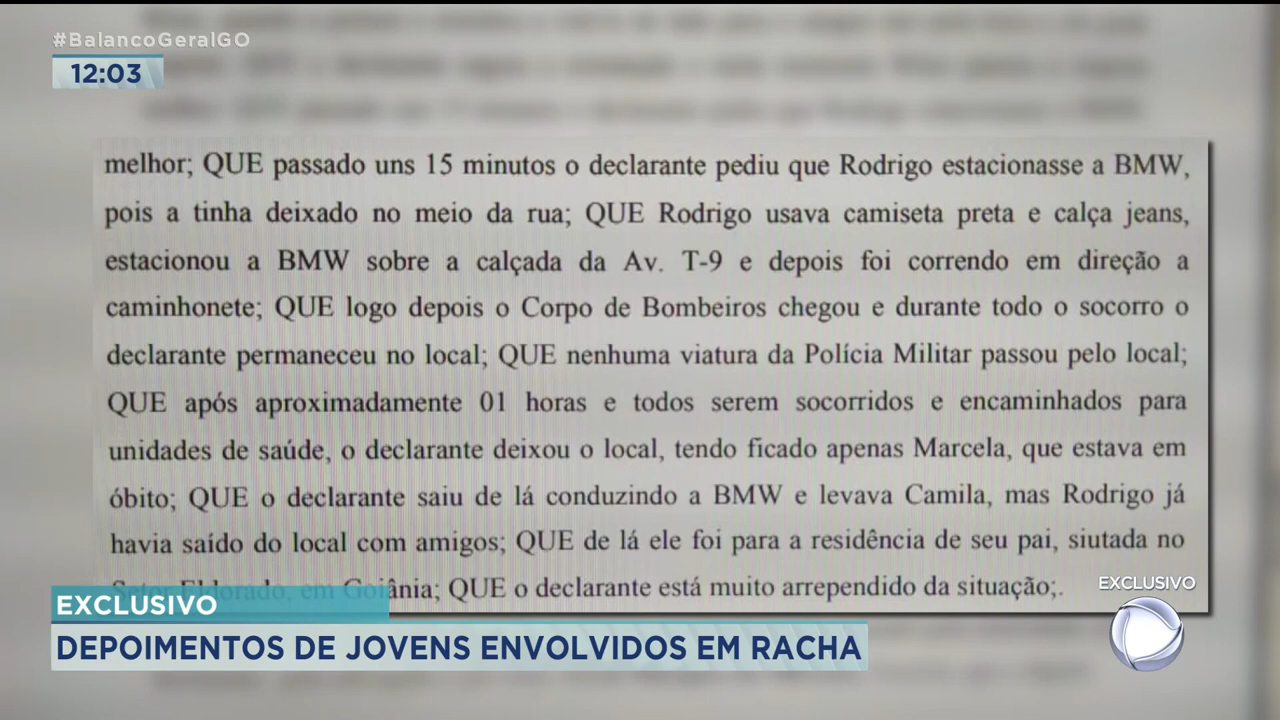 #BalancoGeralGO
12:03
melhor; QUE passado uns 15 minutos o declarante pediu que Rodrigo estacionasse a BMW,
pois a tinha deixado no meio da rua; QUE Rodrigo usava camiseta preta e calça jeans,
estacionou a BMW sobre a calçada da Av. T-9 e depois foi correndo em direção a
caminhonete; QUE logo depois o Corpo de Bombeiros chegou e durante todo o socorro o
declarante permaneceu no local; QUE nenhuma viatura da Polícia Militar passou pelo local;
QUE após aproximadamente 01 horas e todos serem socorridos e encaminhados para
unidades de saúde, o declarante deixou o local, tendo ficado apenas Marcela, que estava em
óbito; QUE o declarante saiu de lá conduzindo a BMW e levava Camila, mas Rodrigo já
havia saído do local com amigos; QUE de lá ele foi para a residência de seu pai, siutada no
Setor Eldorado, em Goiânia; QUE o declarante está muito arrependido da situação;.
EXCLUSIVO
EXCLUSIVO
DEPOIMENTOS DE JOVENS ENVOLVIDOS EM RACHA